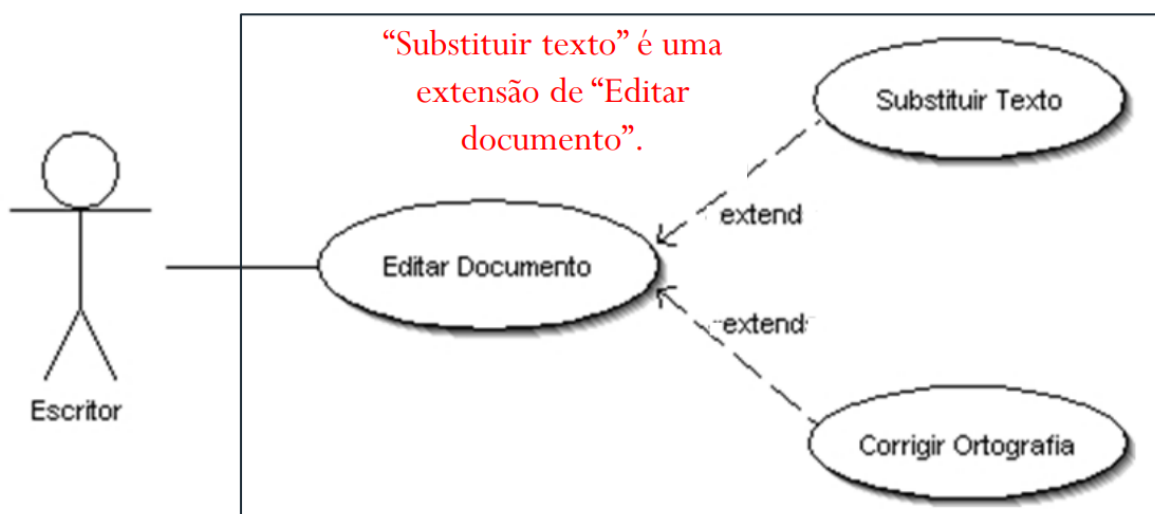 “Substituir texto” é uma
extensão de “Editar
documento”.
Substituir Texto
extend
Editar Documento
extend
Escritor
Corrigir Ortografia